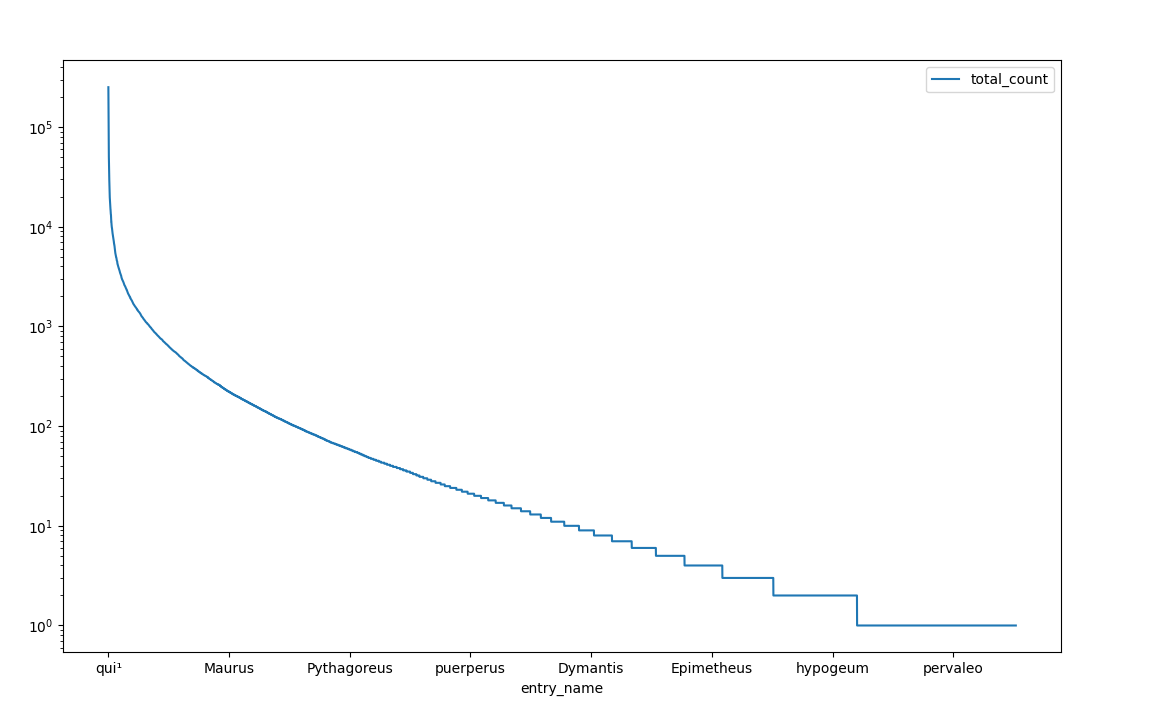 total_count
10⁵
10⁴
10³
10²
10¹
10⁰
qui¹ Maurus Pythagoreus puerperus Dymantis Epimetheus hypogeum pervaleo
entry_name